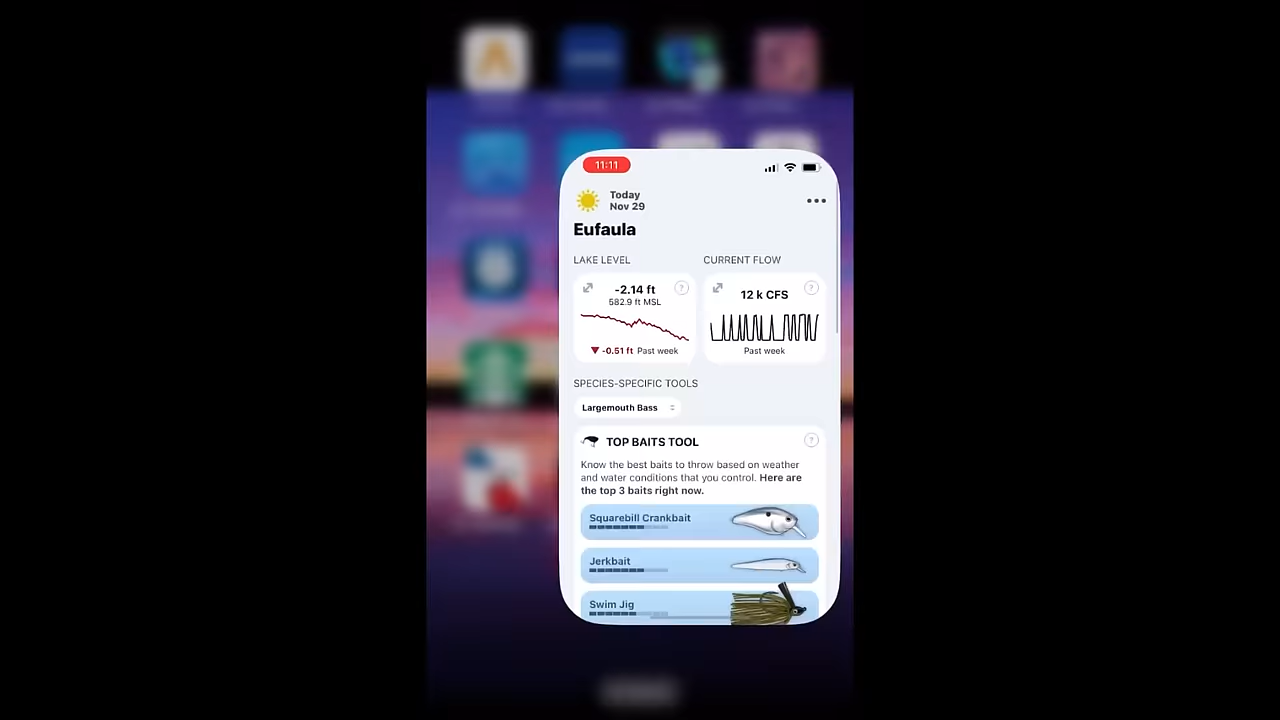 11:11
Today
Nov 29
Eufaula
LAKE LEVEL
CURRENT FLOW
-2.14 ft
?
582.9 ft MSL
▼ -0.51 ft Past week
12 k CFS
?
Past week
SPECIES-SPECIFIC TOOLS
Largemouth Bass
TOP BAITS TOOL
?
Know the best baits to throw based on weather
and water conditions that you control. Here are
the top 3 baits right now.
Squarebill Crankbait
Jerkbait
Swim Jig